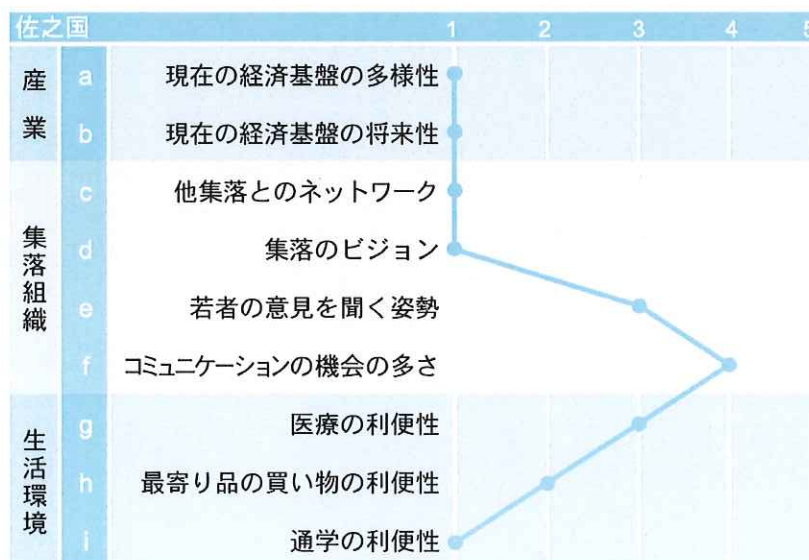 佐之国 1 2 3 4 5
産業
a 現在の経済基盤の多様性
b 現在の経済基盤の将来性
集落組織
c 他集落とのネットワーク
d 集落のビジョン
e 若者の意見を聞く姿勢
f コミュニケーションの機会の多さ
生活環境
g 医療の利便性
h 最寄り品の買い物の利便性
i 通学の利便性